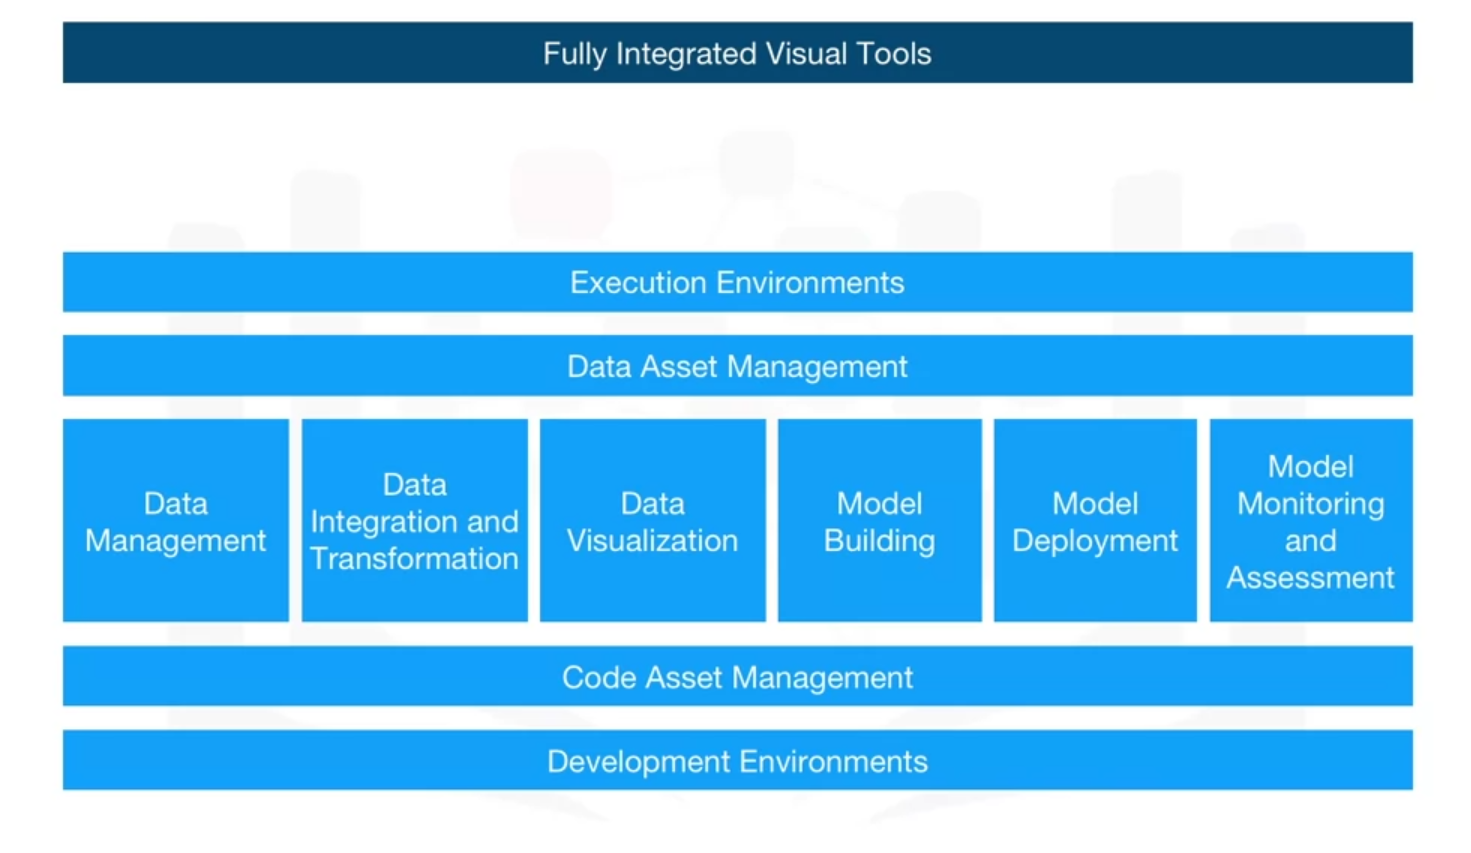 Fully Integrated Visual Tools
Execution Environments
Data Asset Management
Data
Management
Data
Integration and
Transformation
Data
Visualization
Model
Building
Model
Deployment
Model
Monitoring
and
Assessment
Code Asset Management
Development Environments